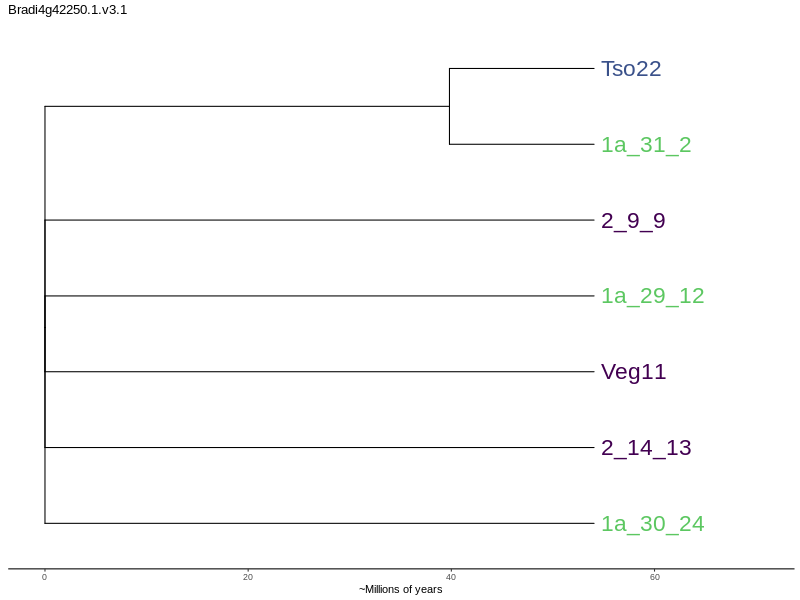 Bradi4g42250.1.v3.1
Tso22
1a_31_2
2_9_9
1a_29_12
Veg11
2_14_13
1a_30_24
0 20 40 60
~Millions of years